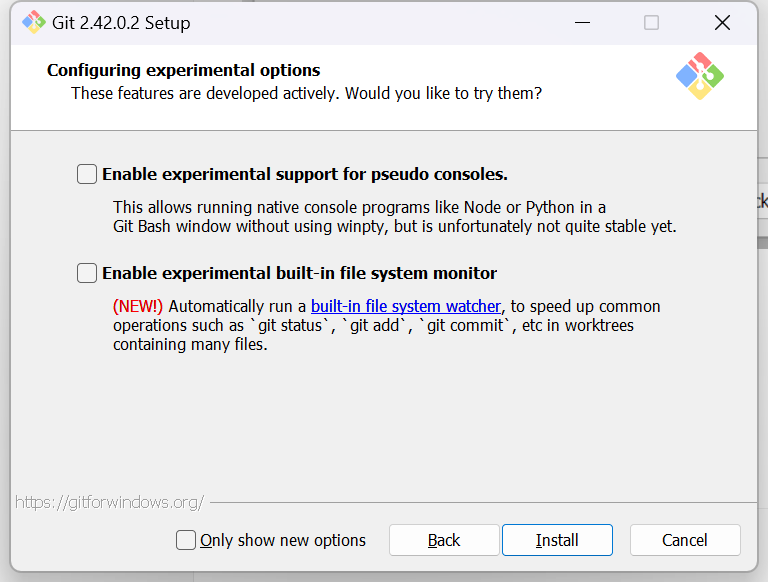 Git 2.42.0.2 Setup
Configuring experimental options
These features are developed actively. Would you like to try them?
Enable experimental support for pseudo consoles.
This allows running native console programs like Node or Python in a
Git Bash window without using winpty, but is unfortunately not quite stable yet.
Enable experimental built-in file system monitor
(NEW!) Automatically run a built-in file system watcher, to speed up common
operations such as `git status`, `git add`, `git commit`, etc in worktrees
containing many files.
https://gitforwindows.org/
Only show new options
Back
Install
Cancel